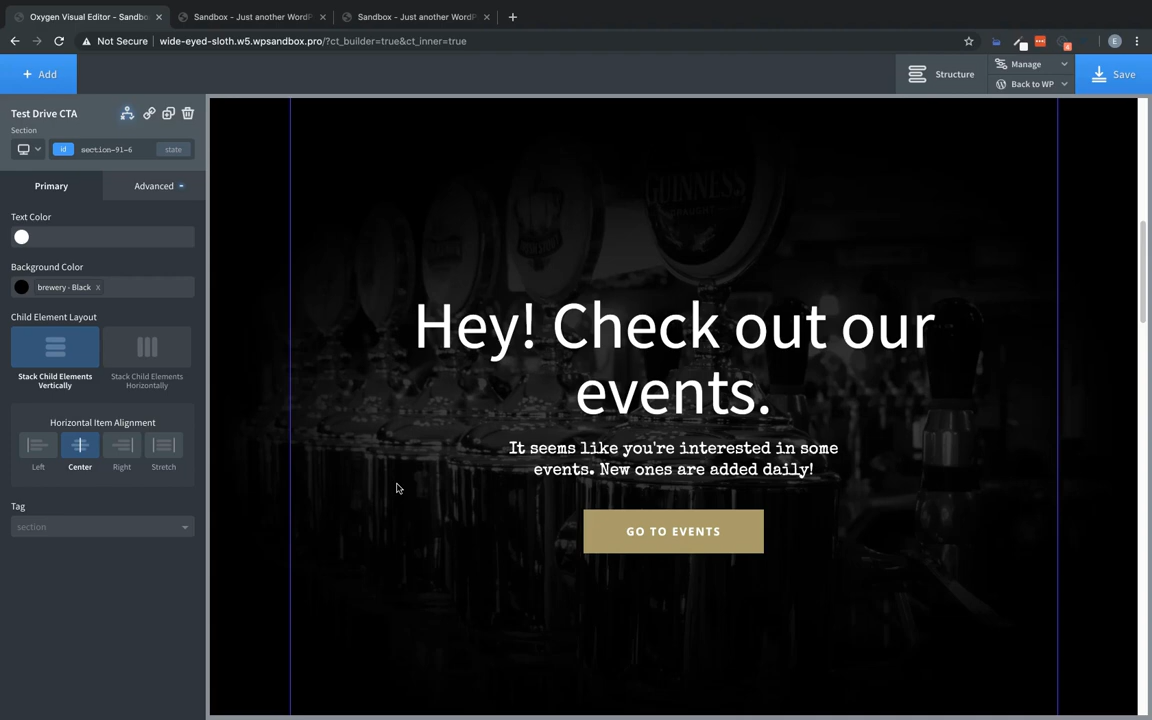 Oxygen Visual Editor - Sandbo
Sandbox - Just another WordP
Sandbox - Just another WordP
Not Secure
wide-eyed-sloth.w5.wpsandbox.pro/?ct_builder=true&ct_inner=true
E
+ Add
Structure
Manage
Back to WP
Save
Test Drive CTA
Section
id
section-91-6
state
Primary
Advanced
Text Color
Background Color
brewery - Black x
Child Element Layout
Stack Child Elements
Vertically
Stack Child Elements
Horizontally
Horizontal Item Alignment
Left
Center
Right
Stretch
Tag
section
GUINNESS
DRAUGHT
Hey! Check out our
events.
It seems like you're interested in some
events. New ones are added daily!
GO TO EVENTS